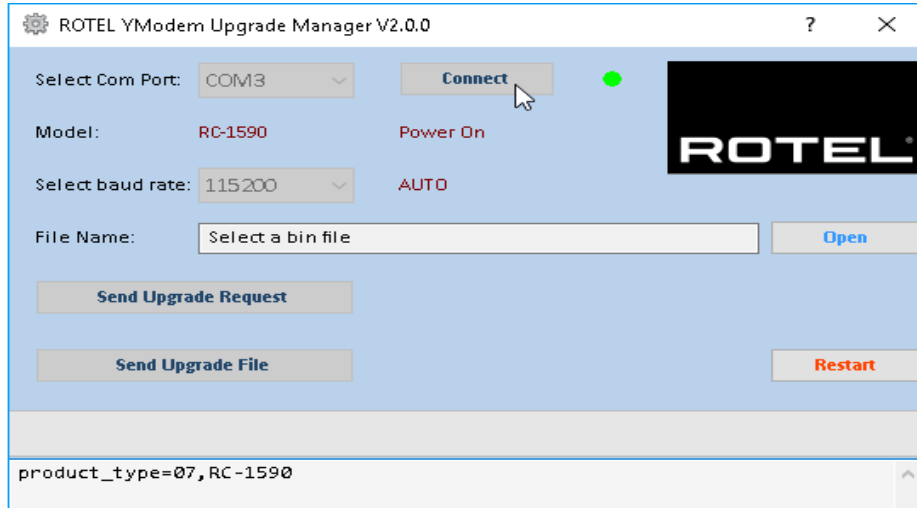 ROTEL YModem Upgrade Manager V2.0.0 ?
Select Com Port: COM3 Connect
ROTEL
Model: RC-1590 Power On
Select baud rate: 115200 AUTO
File Name: Select a bin file Open
Send Upgrade Request
Send Upgrade File Restart
product_type=07,RC-1590